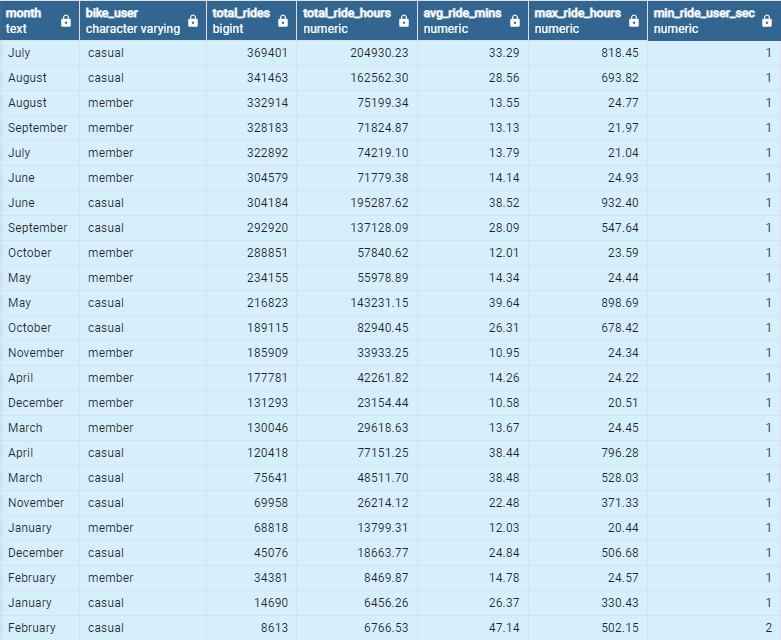 month bike_user total_rides total_ride_hours avg_ride_mins max_ride_hours min_ride_user_sec
text character varying bigint numeric numeric numeric numeric
July casual 369401 204930.23 33.29 818.45 1
August casual 341463 162562.30 28.56 693.82 1
August member 332914 75199.34 13.55 24.77 1
September member 328183 71824.87 13.13 21.97 1
July member 322892 74219.10 13.79 21.04 1
June member 304579 71779.38 14.14 24.93 1
June casual 304184 195287.62 38.52 932.40 1
September casual 292920 137128.09 28.09 547.64 1
October member 288851 57840.62 12.01 23.59 1
May member 234155 55978.89 14.34 24.44 1
May casual 216823 143231.15 39.64 898.69 1
October casual 189115 82940.45 26.31 678.42 1
November member 185909 33933.25 10.95 24.34 1
April member 177781 42261.82 14.26 24.22 1
December member 131293 23154.44 10.58 20.51 1
March member 130046 29618.63 13.67 24.45 1
April casual 120418 77151.25 38.44 796.28 1
March casual 75641 48511.70 38.48 528.03 1
November casual 69958 26214.12 22.48 371.33 1
January member 68818 13799.31 12.03 20.44 1
December casual 45076 18663.77 24.84 506.68 1
February member 34381 8469.87 14.78 24.57 1
January casual 14690 6456.26 26.37 330.43 1
February casual 8613 6766.53 47.14 502.15 2